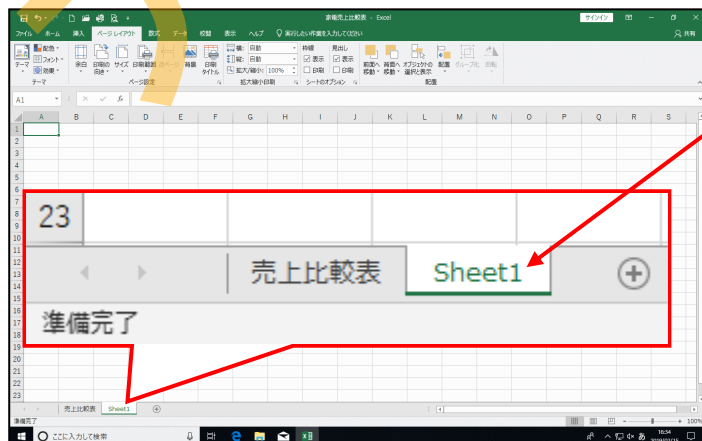 家電売上比較表 - Excel
サインイン
ファイル ホーム 挿入 ページ レイアウト 数式 データ 校閲 表示 ヘルプ 実行したい作業を入力してください
共有
テーマ
配色
フォント
効果
余白 印刷の向き サイズ 印刷範囲 背景 印刷タイトル
横: 自動
縦: 自動
拡大/縮小: 100%
枠線 見出し
表示 表示
印刷 印刷
前面へ移動 背面へ移動 オブジェクトの選択と表示 配置 グループ化 回転
テーマ ページ設定 拡大縮小印刷 シートのオプション 配置
A1
fx
A B C D E F G H I J K L M N O P Q R S
1
2
3
4
5
6
7
8
9
10
11
12
13
14
15
16
17
18
19
20
21
22
23
23
売上比較表 Sheet1
準備完了
売上比較表 Sheet1
準備完了
100%
ここに入力して検索
あ
16:54